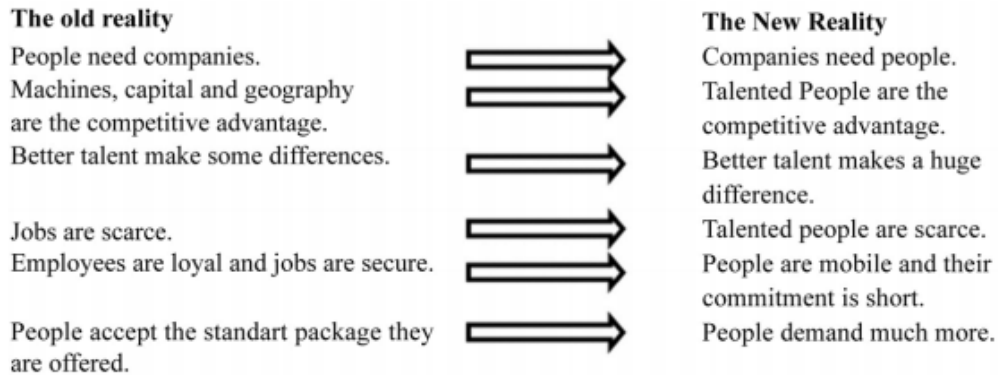 The old reality
People need companies.
Machines, capital and geography
are the competitive advantage.
Better talent make some differences.
Jobs are scarce.
Employees are loyal and jobs are secure.
People accept the standart package they
are offered.
The New Reality
Companies need people.
Talented People are the
competitive advantage.
Better talent makes a huge
difference.
Talented people are scarce.
People are mobile and their
commitment is short.
People demand much more.